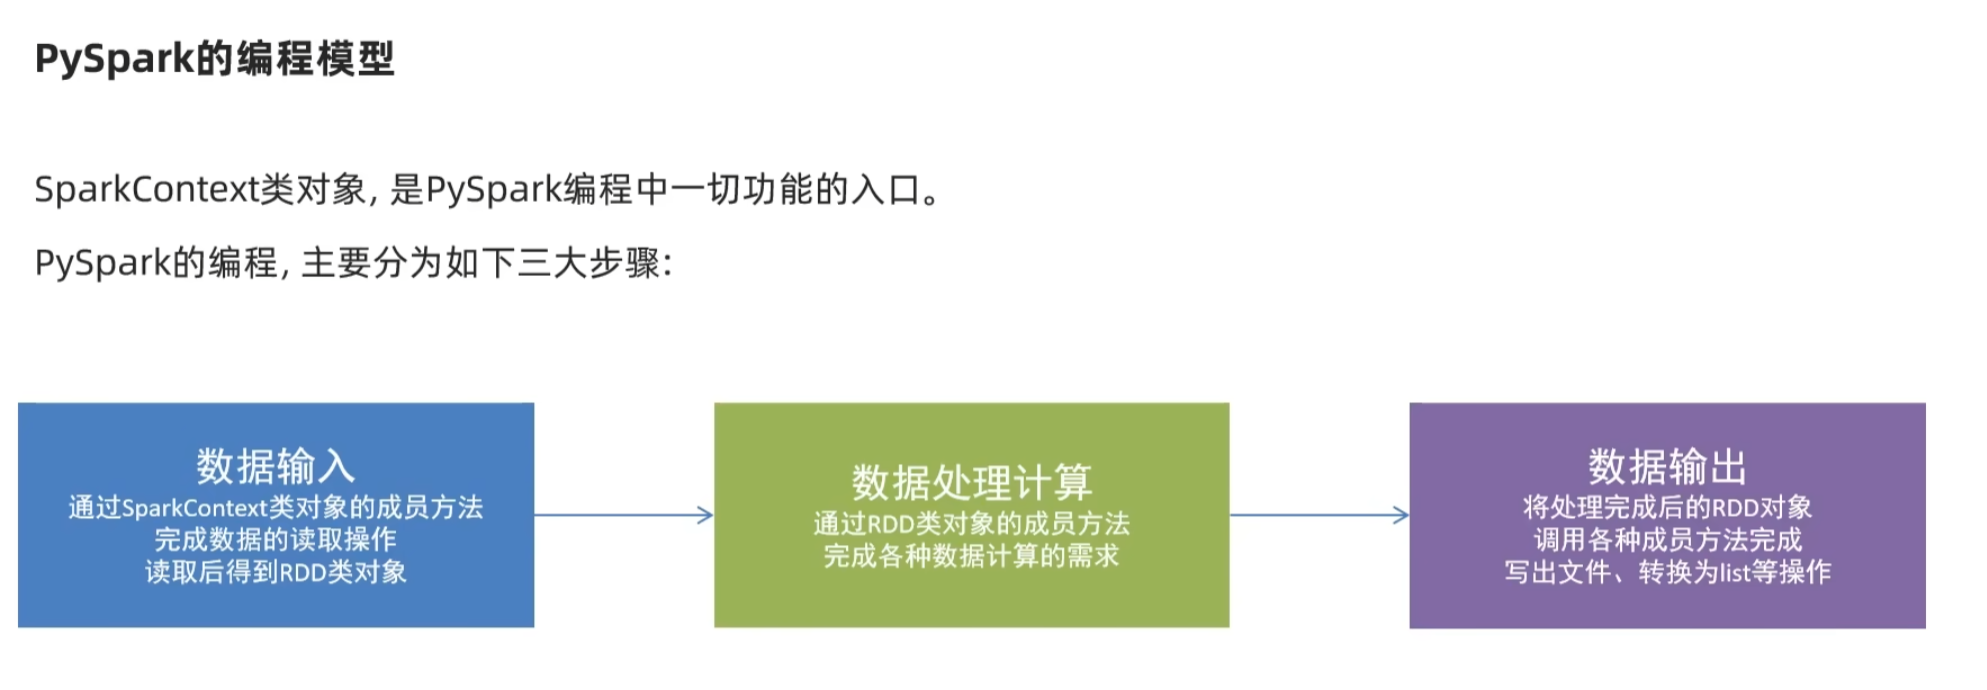 PySpark的编程模型
SparkContext类对象, 是PySpark编程中一切功能的入口。
PySpark的编程, 主要分为如下三大步骤:
数据输入
通过SparkContext类对象的成员方法
完成数据的读取操作
读取后得到RDD类对象
数据处理计算
通过RDD类对象的成员方法
完成各种数据计算的需求
数据输出
将处理完成后的RDD对象
调用各种成员方法完成
写出文件、转换为list等操作